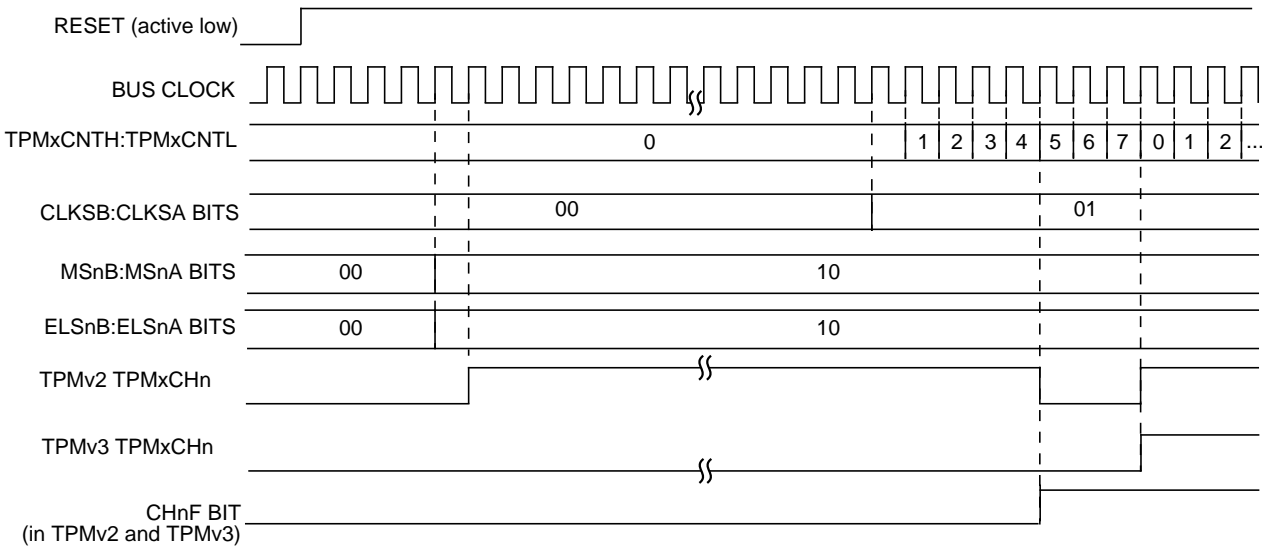 RESET (active low)
BUS CLOCK
TPMxCNTH:TPMxCNTL 0 1 2 3 4 5 6 7 0 1 2 ...
CLKSB:CLKSA BITS 00 01
MSnB:MSnA BITS 00 10
ELSnB:ELSnA BITS 00 10
TPMv2 TPMxCHn
TPMv3 TPMxCHn
CHnF BIT
(in TPMv2 and TPMv3)